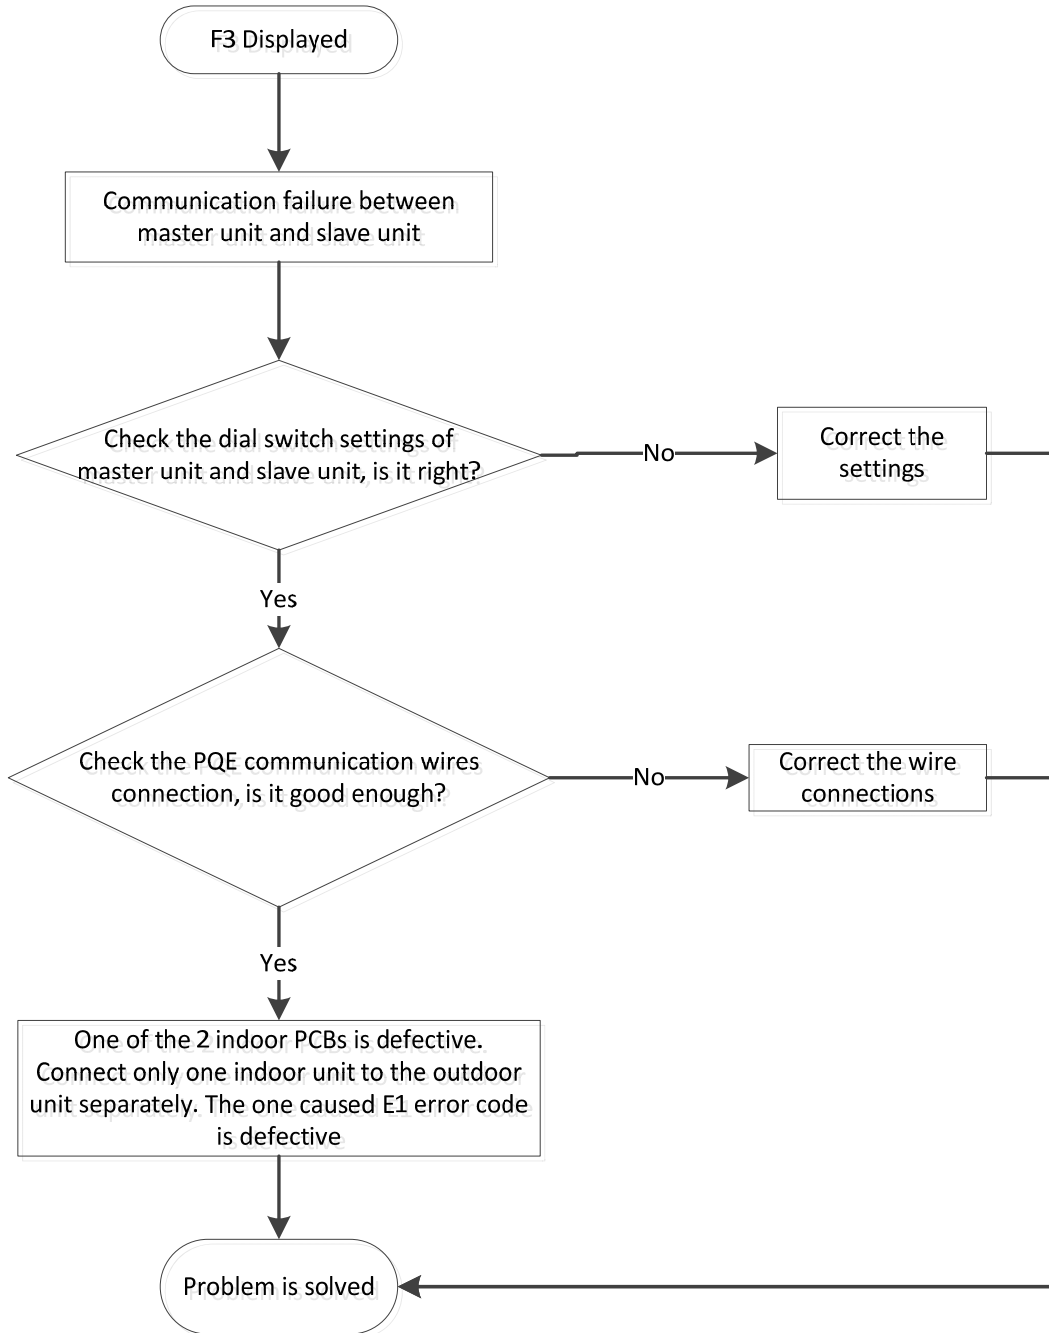 F3 Displayed
Communication failure between
master unit and slave unit
Check the dial switch settings of
master unit and slave unit, is it right?
No
Correct the
settings
Yes
Check the PQE communication wires
connection, is it good enough?
No
Correct the wire
connections
Yes
One of the 2 indoor PCBs is defective.
Connect only one indoor unit to the outdoor
unit separately. The one caused E1 error code
is defective
Problem is solved